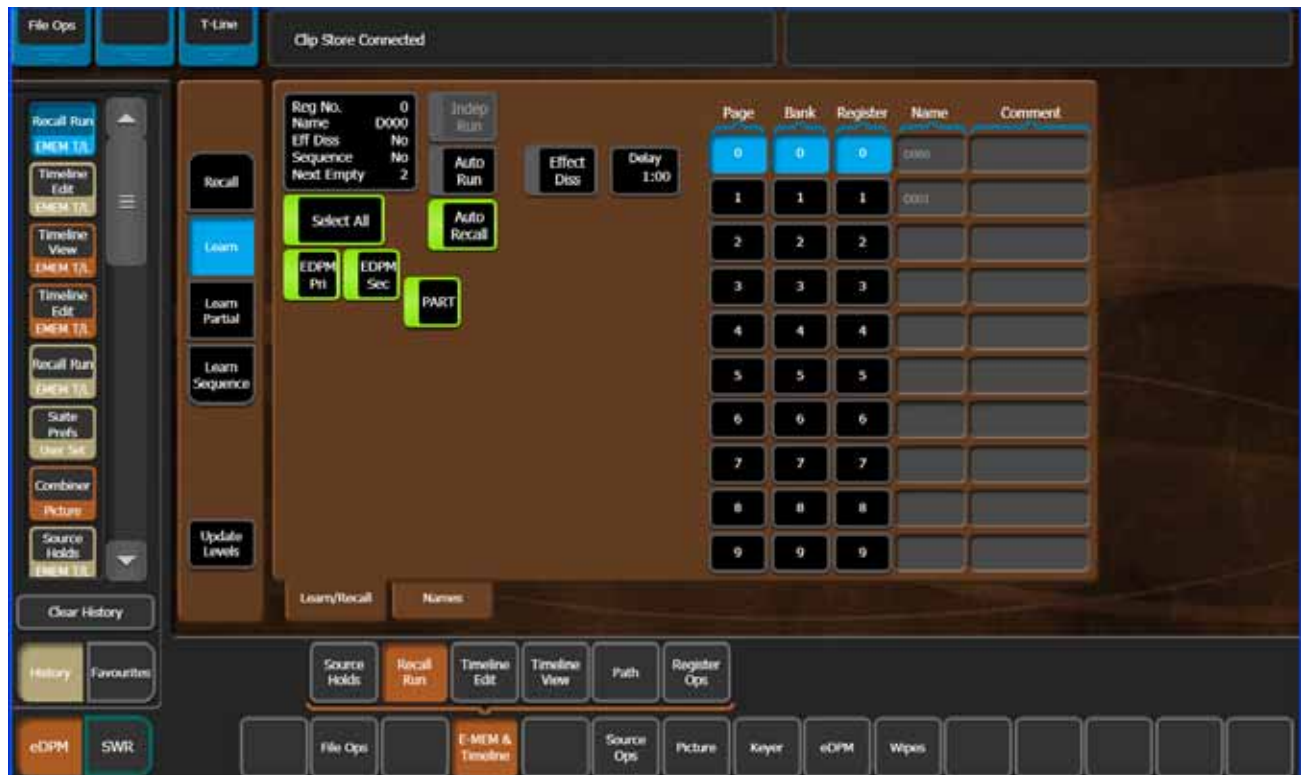 File Ops
T-Line
Clip Store Connected
Recall Run
EMEM T/L
Timeline
Edit
EMEM T/L
Timeline
View
EMEM T/L
Timeline
Edit
EMEM T/L
Recall Run
EMEM T/L
Suite
Prefs
User Set
Combiner
Picture
Source
Holds
EMEM T/L
Clear History
History
Favourites
eDPM
SWR
Recall
Learn
Learn
Partial
Learn
Sequence
Update
Levels
Reg No. 0
Name D000
Eff Diss No
Sequence No
Next Empty 2
Indep
Run
Auto
Run
Auto
Recall
Effect
Diss
Delay
1:00
Select All
EDPM
Pri
EDPM
Sec
PART
Page Bank Register Name Comment
0 0 0 D000
1 1 1 D001
2 2 2
3 3 3
4 4 4
5 5 5
6 6 6
7 7 7
8 8 8
9 9 9
Learn/Recall
Names
Source
Holds
Recall
Run
Timeline
Edit
Timeline
View
Path
Register
Ops
File Ops
E-MEM &
Timeline
Source
Ops
Picture
Keyer
eDPM
Wipes